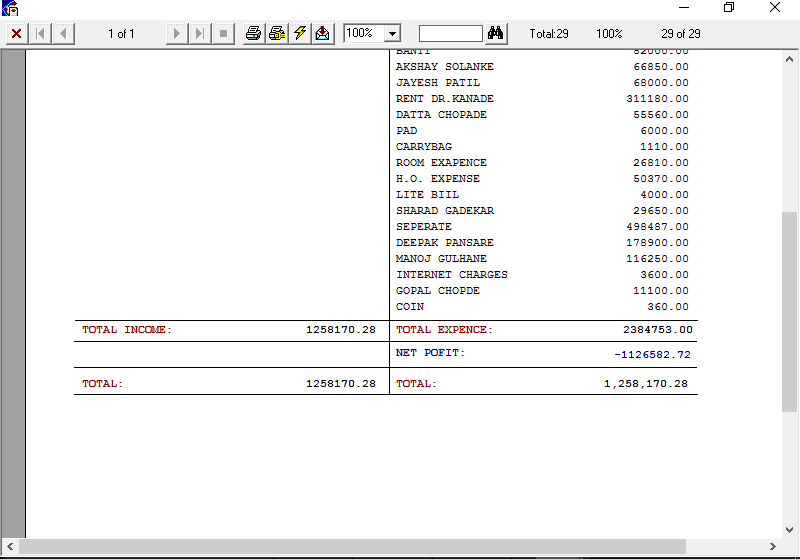 1 of 1 100% Total:29 100% 29 of 29
BANTI 82000.00
AKSHAY SOLANKE 66850.00
JAYESH PATIL 68000.00
RENT DR.KANADE 311180.00
DATTA CHOPADE 55560.00
PAD 6000.00
CARRYBAG 1110.00
ROOM EXAPENCE 26810.00
H.O. EXPENSE 50370.00
LITE BIIL 4000.00
SHARAD GADEKAR 29650.00
SEPERATE 498487.00
DEEPAK PANSARE 178900.00
MANOJ GULHANE 116250.00
INTERNET CHARGES 3600.00
GOPAL CHOPDE 11100.00
COIN 360.00
TOTAL INCOME: 1258170.28 TOTAL EXPENCE: 2384753.00
NET POFIT: -1126582.72
TOTAL: 1258170.28 TOTAL: 1,258,170.28